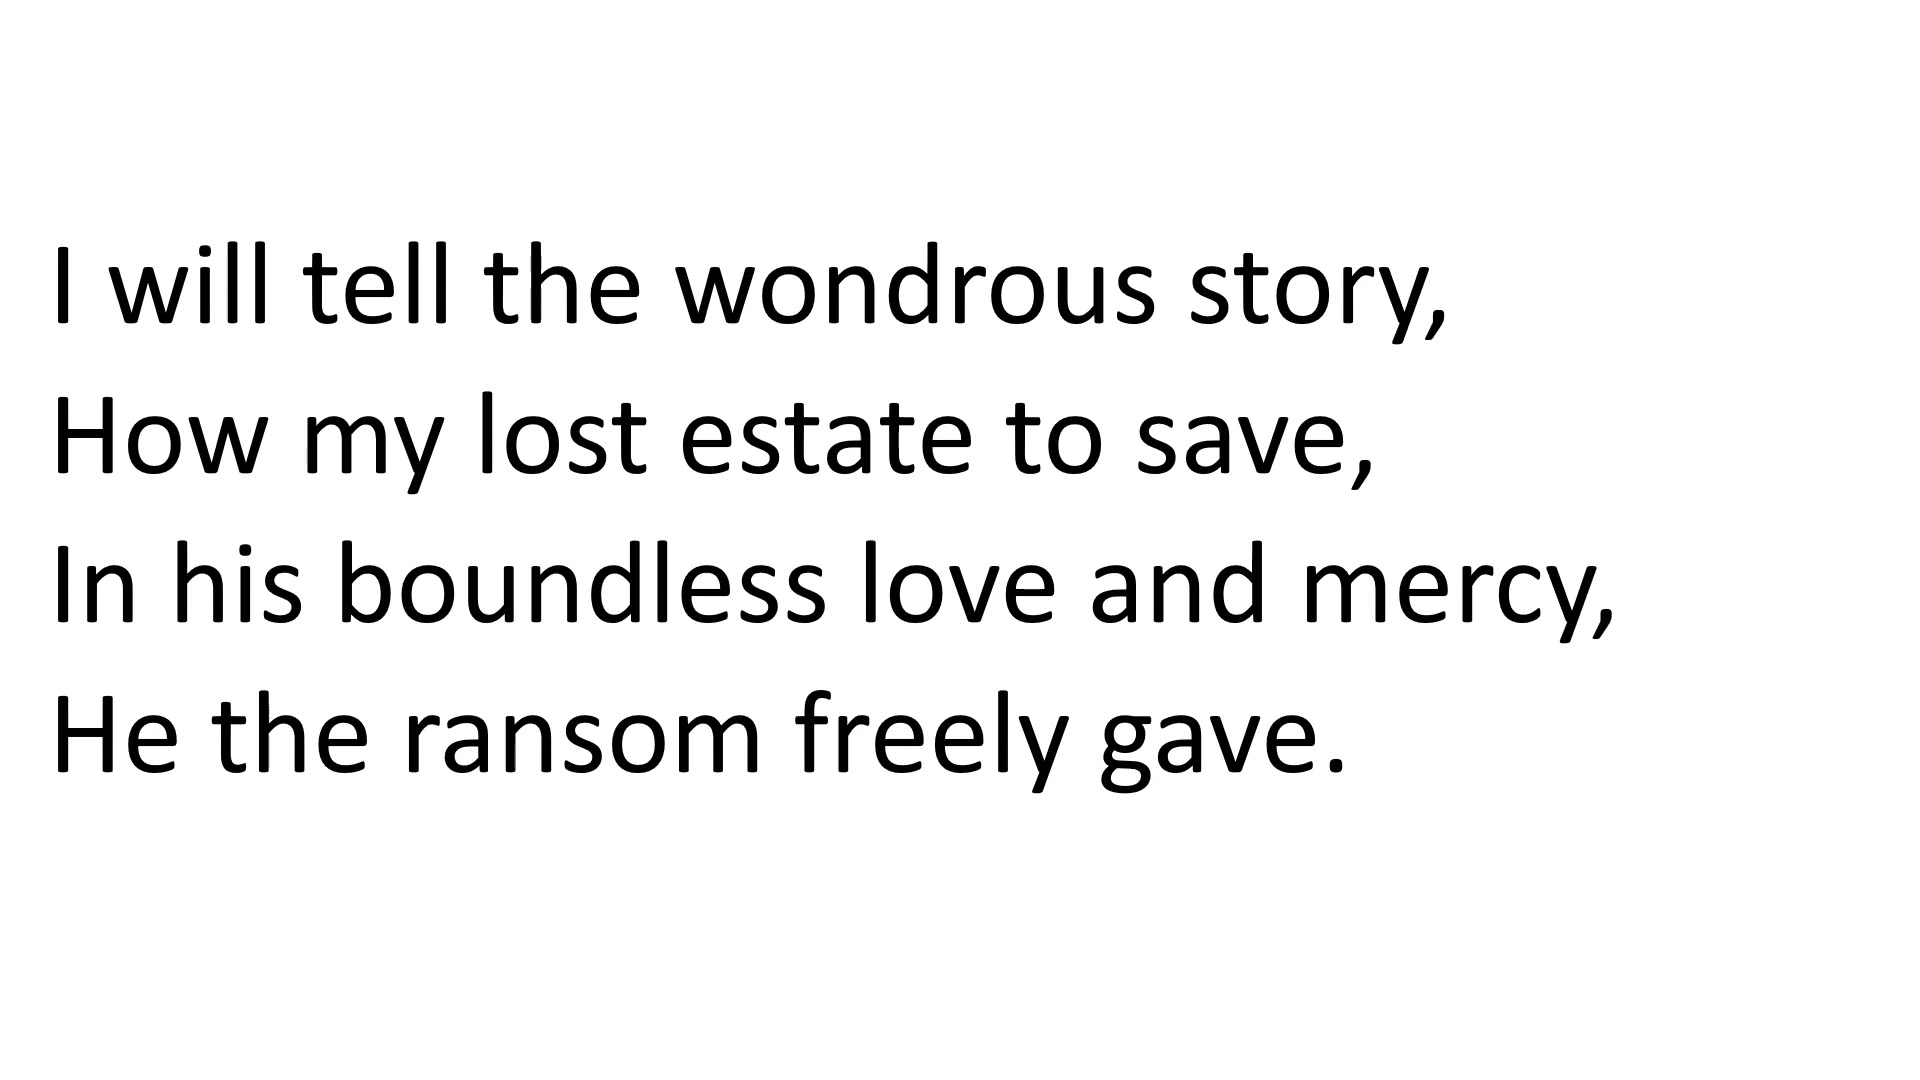 I will tell the wondrous story,
How my lost estate to save,
In his boundless love and mercy,
He the ransom freely gave.